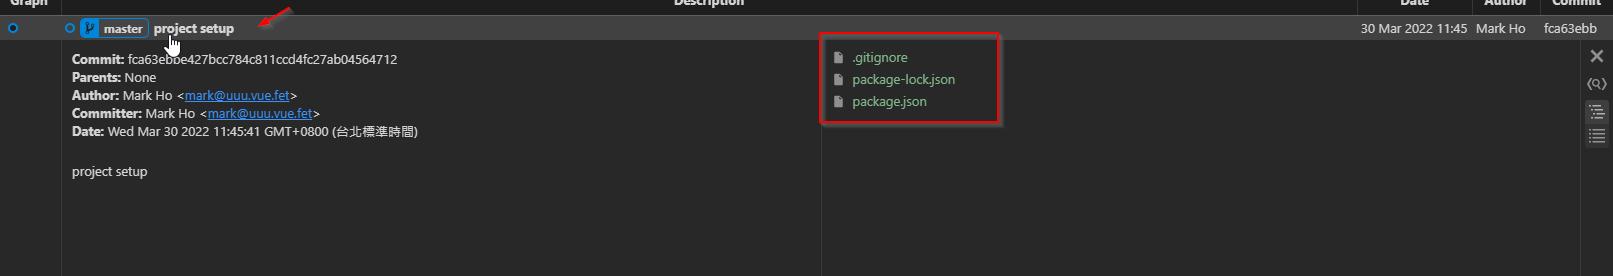 Graph Description Date Author Commit
master project setup 30 Mar 2022 11:45 Mark Ho fca63ebb
Commit: fca63ebbe427bcc784c811ccd4fc27ab04564712
Parents: None
Author: Mark Ho <mark@uuu.vue.fet>
Committer: Mark Ho <mark@uuu.vue.fet>
Date: Wed Mar 30 2022 11:45:41 GMT+0800 (台北標準時間)
project setup
.gitignore
package-lock.json
package.json